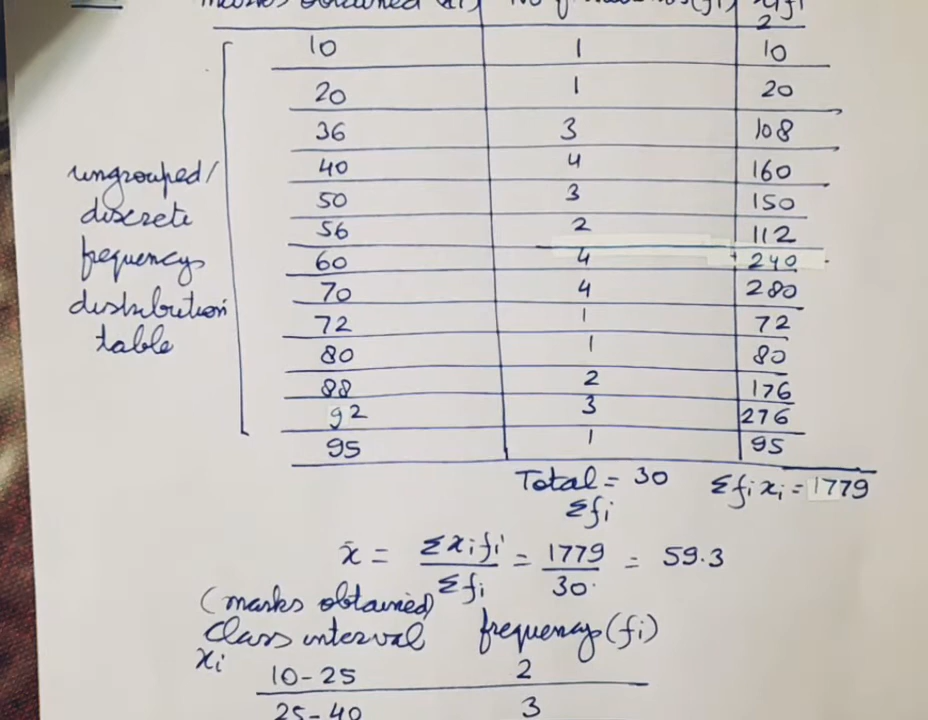 marks obtained
10 1 10
20 1 20
36 3 108
40 4 160
50 3 150
56 2 112
60 4 240
70 4 280
72 1 72
80 1 80
88 2 176
92 3 276
95 1 95
ungrouped/
discrete
frequency
distribution
table
Total = 30 Σfixi = 1779
Σfi
x̄ = Σxifi/Σfi = 1779/30 = 59.3
(marks obtained)
Class interval frequency (fi)
xi
10-25 2
25-40 3